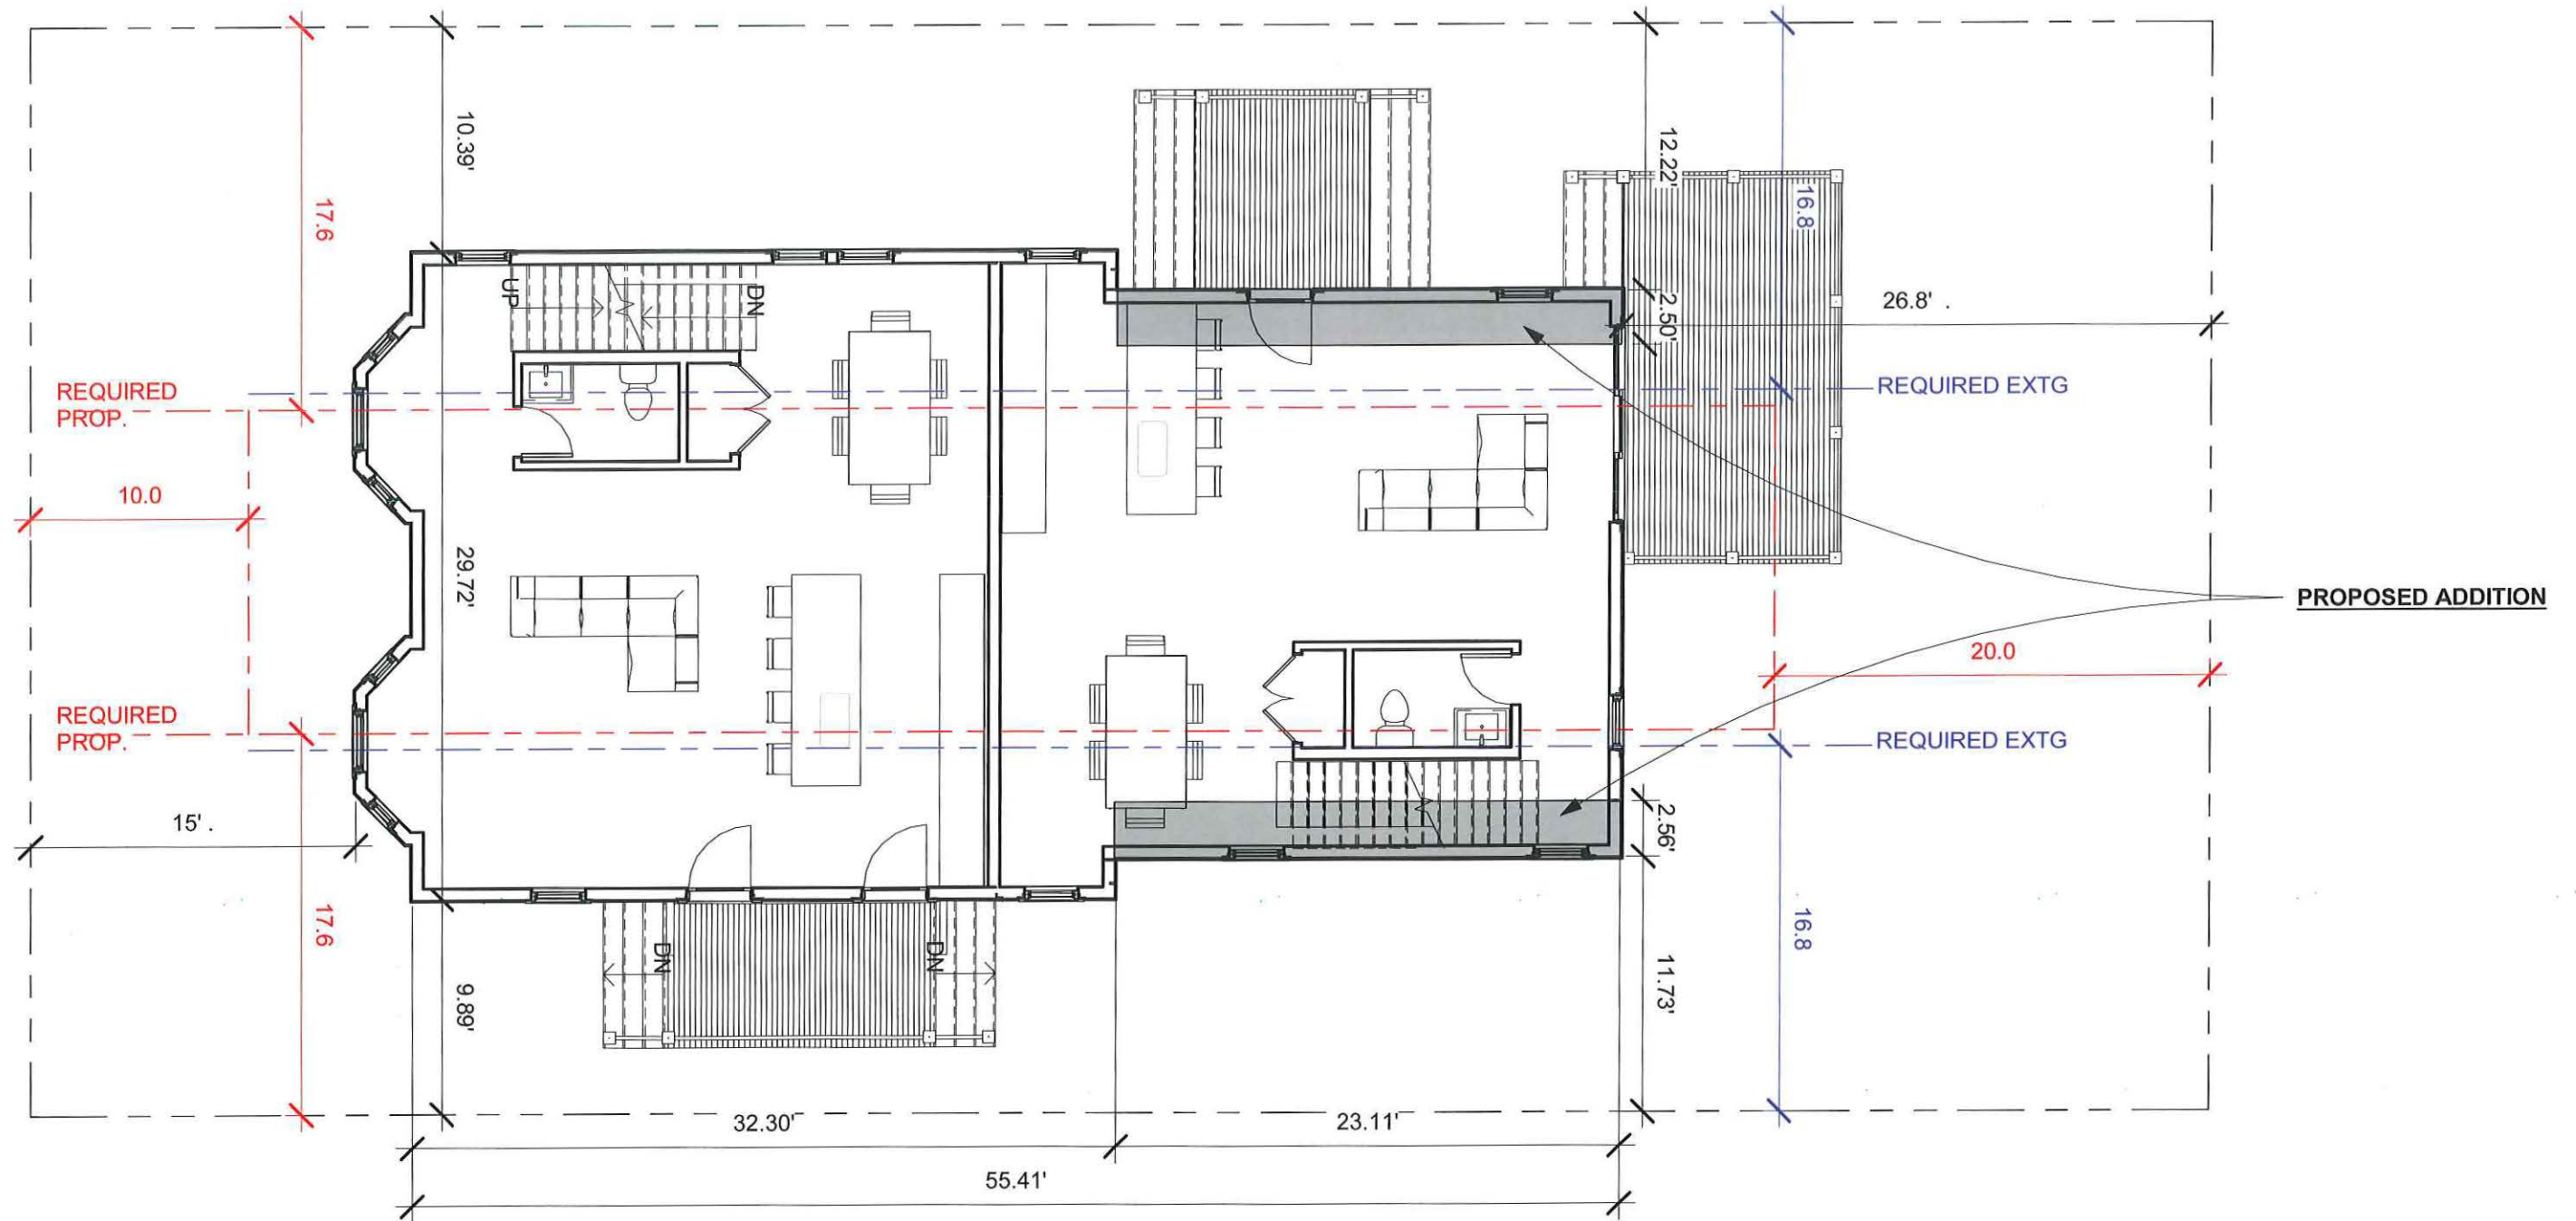 10.39'
17.6
12.22'
16.8
2.50'
26.8' .
UP
DN
REQUIRED
PROP.
REQUIRED EXTG
10.0
29.72'
PROPOSED ADDITION
20.0
REQUIRED
PROP.
REQUIRED EXTG
15' .
2.56'
17.6
16.8
DN
DN
9.89'
11.73'
32.30'
23.11'
55.41'